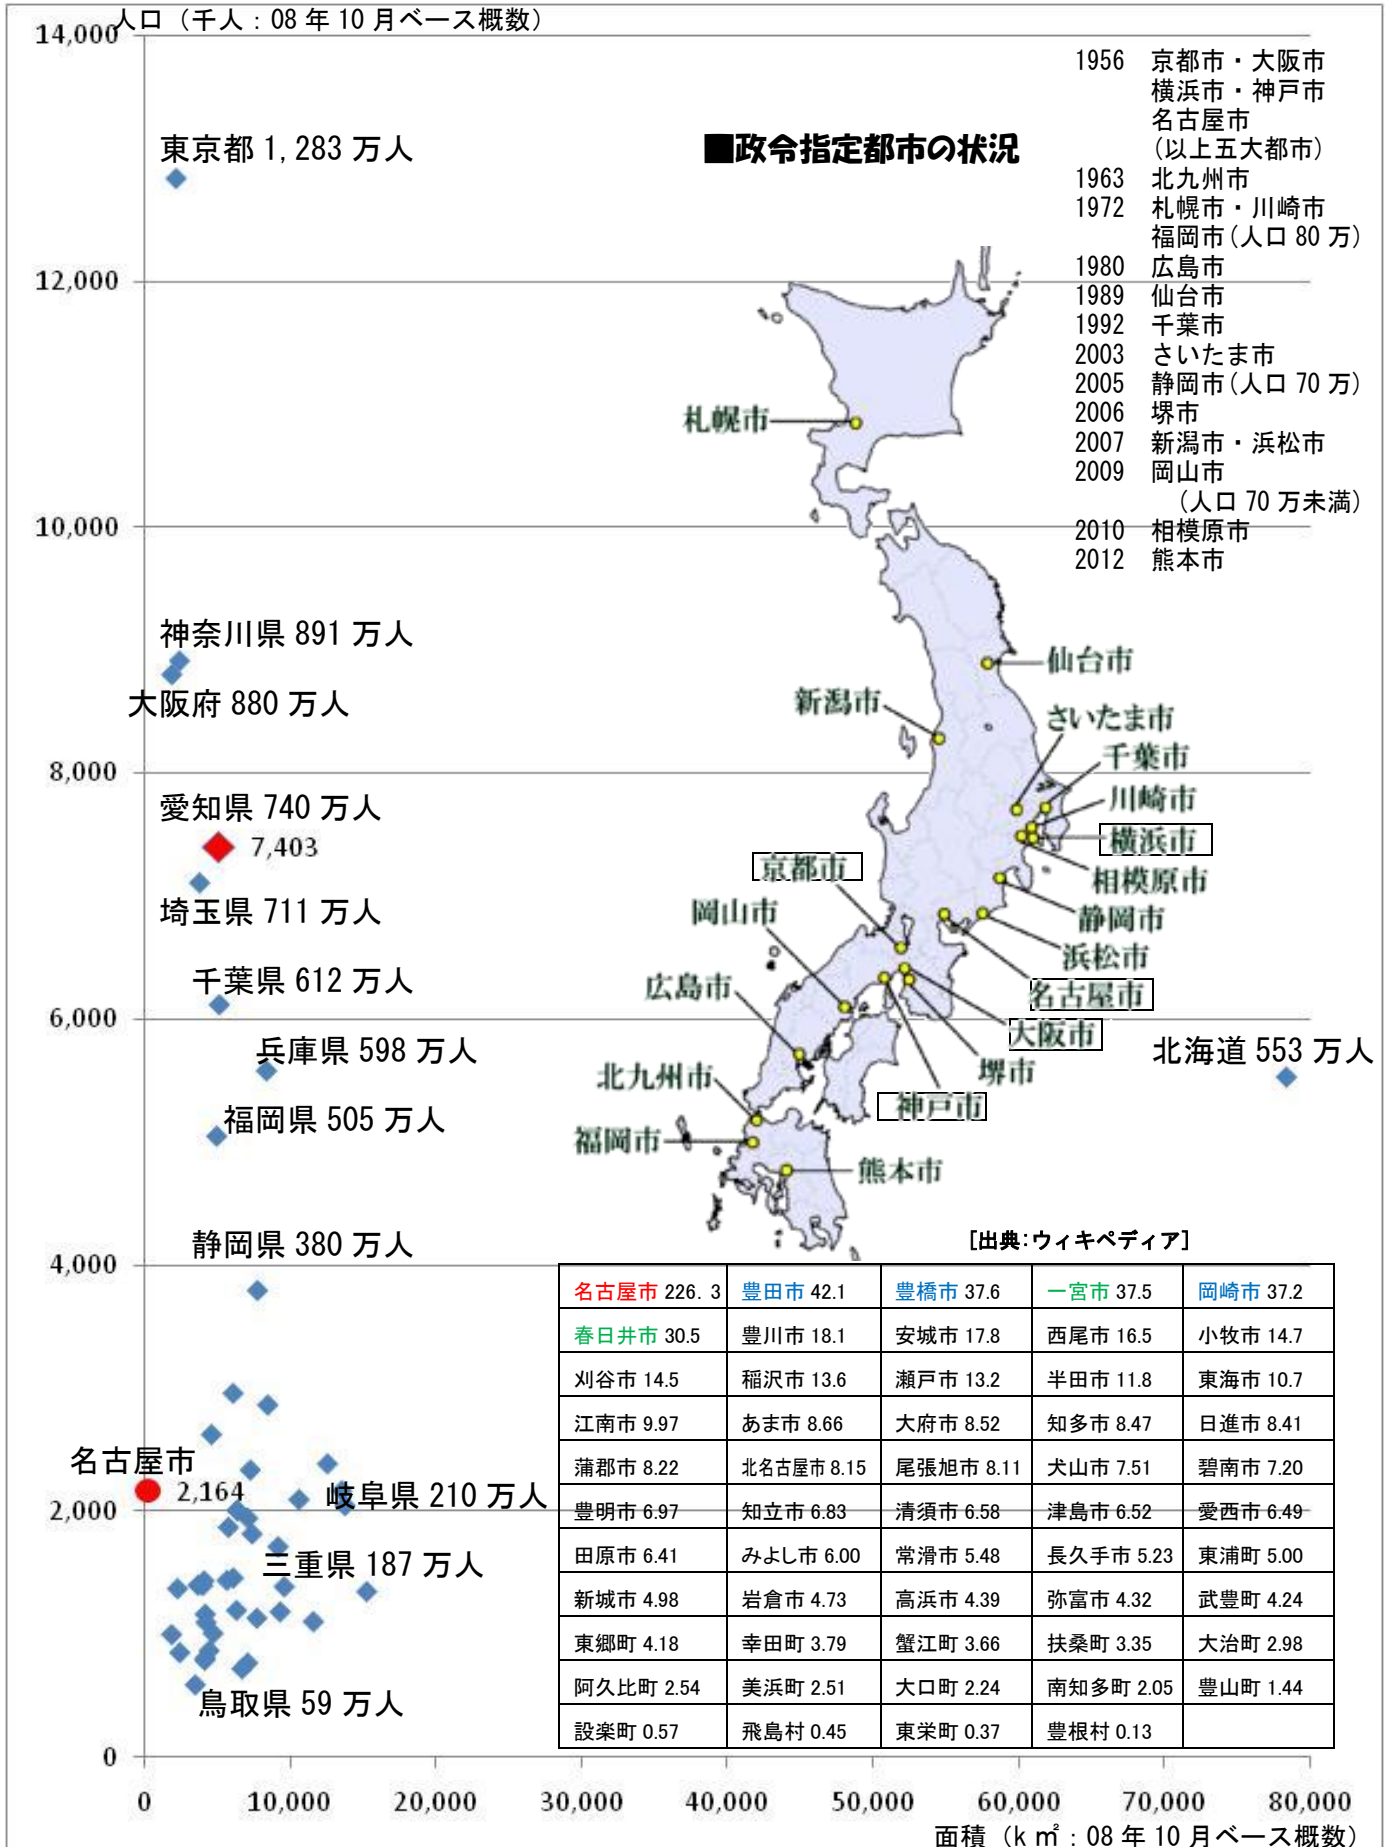 人口（千人：08年10月ベース概数）
14,000
12,000
10,000
8,000
6,000
4,000
2,000
0
東京都 1,283 万人
神奈川県 891 万人
大阪府 880 万人
愛知県 740 万人
7,403
埼玉県 711 万人
千葉県 612 万人
兵庫県 598 万人
福岡県 505 万人
静岡県 380 万人
名古屋市
2,164
岐阜県 210 万人
三重県 187 万人
鳥取県 59 万人
北海道 553 万人
■政令指定都市の状況
1956 京都市・大阪市
横浜市・神戸市
名古屋市
(以上五大都市)
1963 北九州市
1972 札幌市・川崎市
福岡市(人口 80 万)
1980 広島市
1989 仙台市
1992 千葉市
2003 さいたま市
2005 静岡市(人口 70 万)
2006 堺市
2007 新潟市・浜松市
2009 岡山市
(人口 70 万未満)
2010 相模原市
2012 熊本市
札幌市
仙台市
新潟市
さいたま市
千葉市
川崎市
横浜市
京都市
相模原市
岡山市
静岡市
浜松市
広島市
名古屋市
大阪市
堺市
北九州市
神戸市
福岡市
熊本市
[出典:ウィキペディア]
名古屋市 226.3 豊田市 42.1 豊橋市 37.6 一宮市 37.5 岡崎市 37.2
春日井市 30.5 豊川市 18.1 安城市 17.8 西尾市 16.5 小牧市 14.7
刈谷市 14.5 稲沢市 13.6 瀬戸市 13.2 半田市 11.8 東海市 10.7
江南市 9.97 あま市 8.66 大府市 8.52 知多市 8.47 日進市 8.41
蒲郡市 8.22 北名古屋市 8.15 尾張旭市 8.11 犬山市 7.51 碧南市 7.20
豊明市 6.97 知立市 6.83 清須市 6.58 津島市 6.52 愛西市 6.49
田原市 6.41 みよし市 6.00 常滑市 5.48 長久手市 5.23 東浦町 5.00
新城市 4.98 岩倉市 4.73 高浜市 4.39 弥富市 4.32 武豊町 4.24
東郷町 4.18 幸田町 3.79 蟹江町 3.66 扶桑町 3.35 大治町 2.98
阿久比町 2.54 美浜町 2.51 大口町 2.24 南知多町 2.05 豊山町 1.44
設楽町 0.57 飛島村 0.45 東栄町 0.37 豊根村 0.13
0 10,000 20,000 30,000 40,000 50,000 60,000 70,000 80,000
面積（k㎡：08年10月ベース概数）